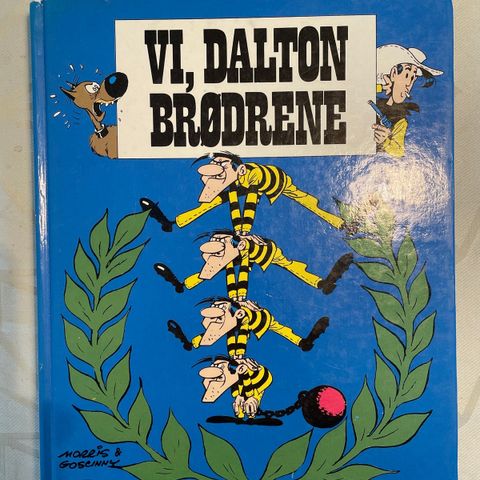 VI, DALTON
BRØDRENE
MORRIS &
GOSCINNY